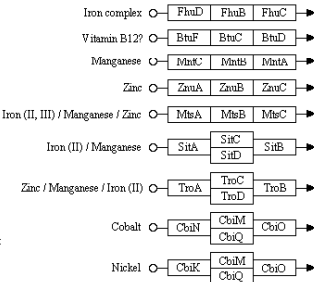 Iron complex FhuD FhuB FhuC
Vitamin B12? BtuF BtuC BtuD
Manganese MntC MntB MntA
Zinc ZnuA ZnuB ZnuC
Iron (II, III) / Manganese / Zinc MtsA MtsB MtsC
Iron (II) / Manganese SitA SitC SitB
SitD
Zinc / Manganese / Iron (II) TroA TroC TroB
TroD
Cobalt CbiN CbiM CbiO
CbiQ
Nickel CbiK CbiM CbiO
CbiQ